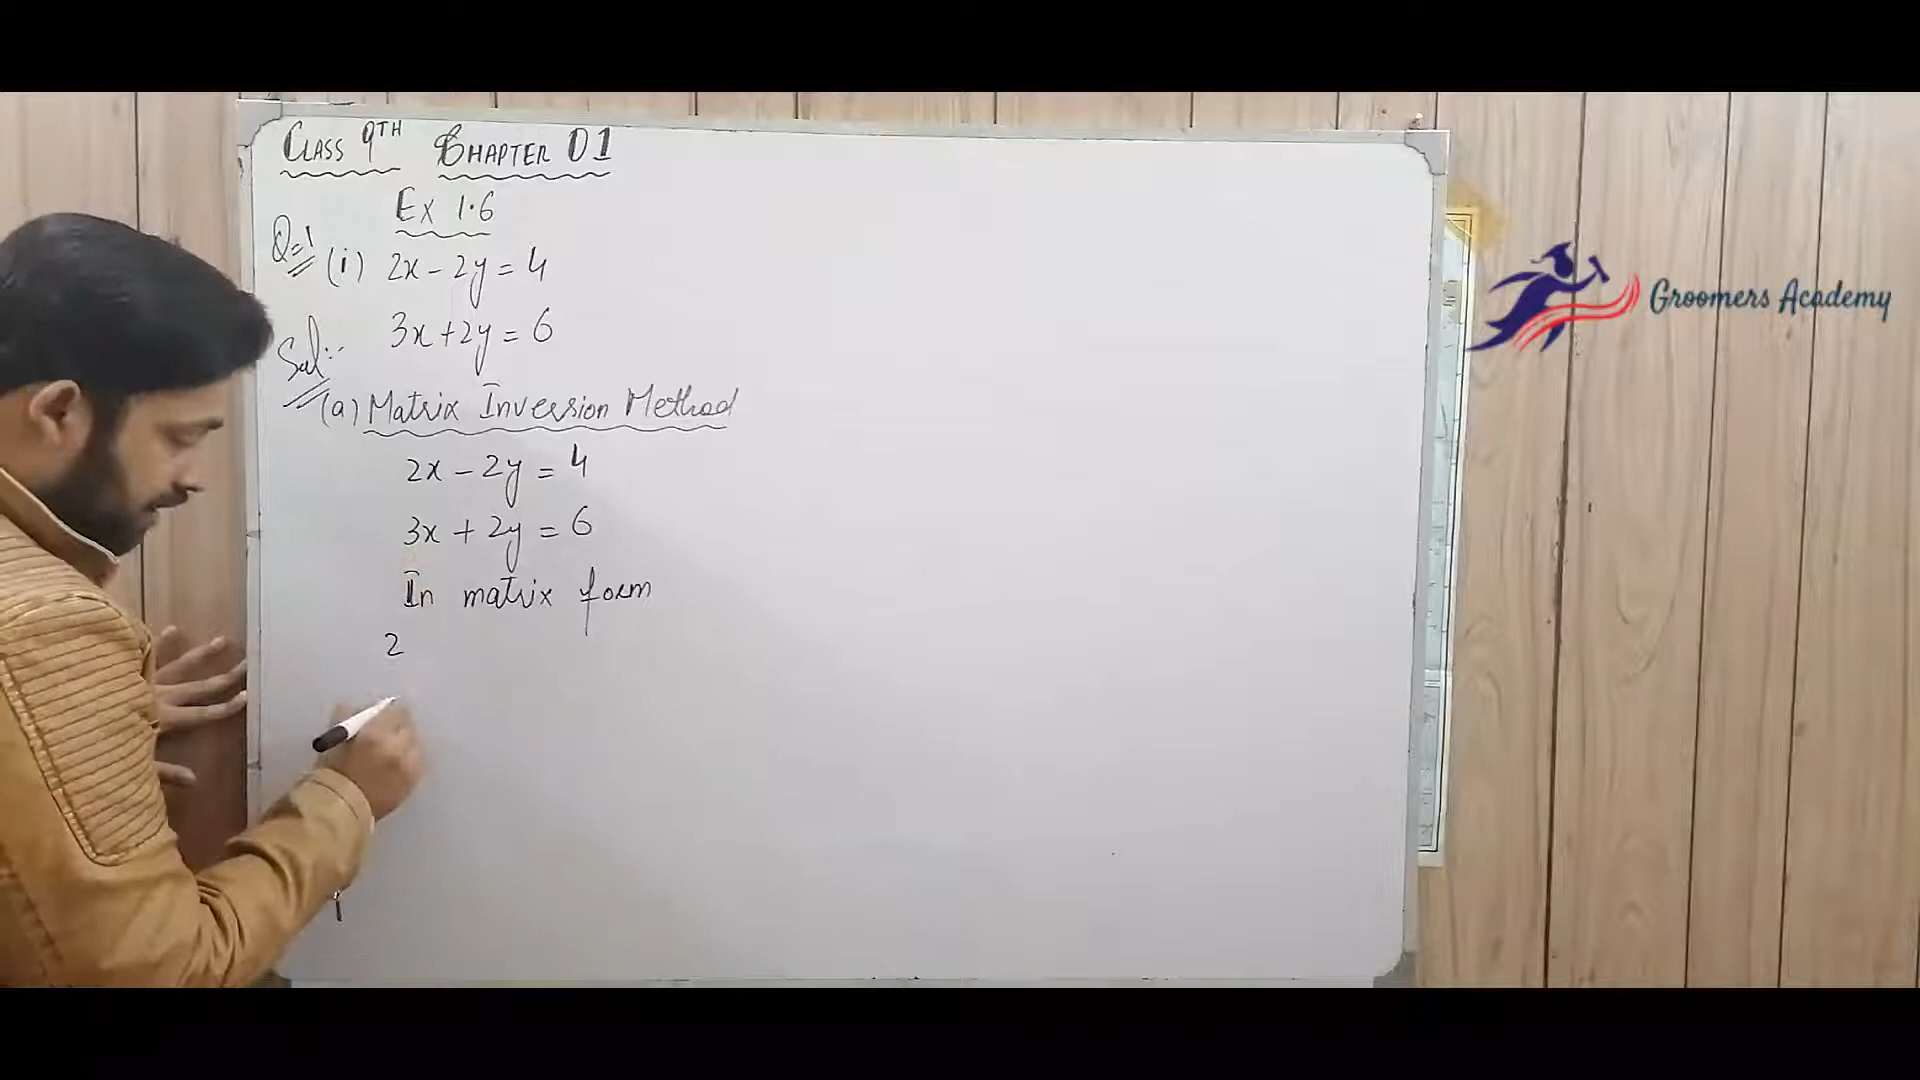 CLASS 9TH CHAPTER 01
Ex 1.6
Q=1 (i) 2x - 2y = 4
3x + 2y = 6
Sol:-
(a) Matrix Inversion Method
2x - 2y = 4
3x + 2y = 6
In matrix form
2
Groomers Academy